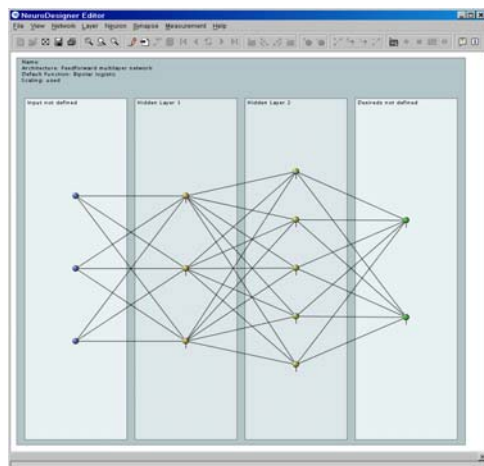 NeuroDesigner Editor
File View Network Layer Neuron Synapse Measurement Help
Name
Architecture: Feedforward multilayer network
Default Function: Bipolar logistic
Scaling: used
Input not defined
Hidden Layer 1
Hidden Layer 2
Desireds not defined